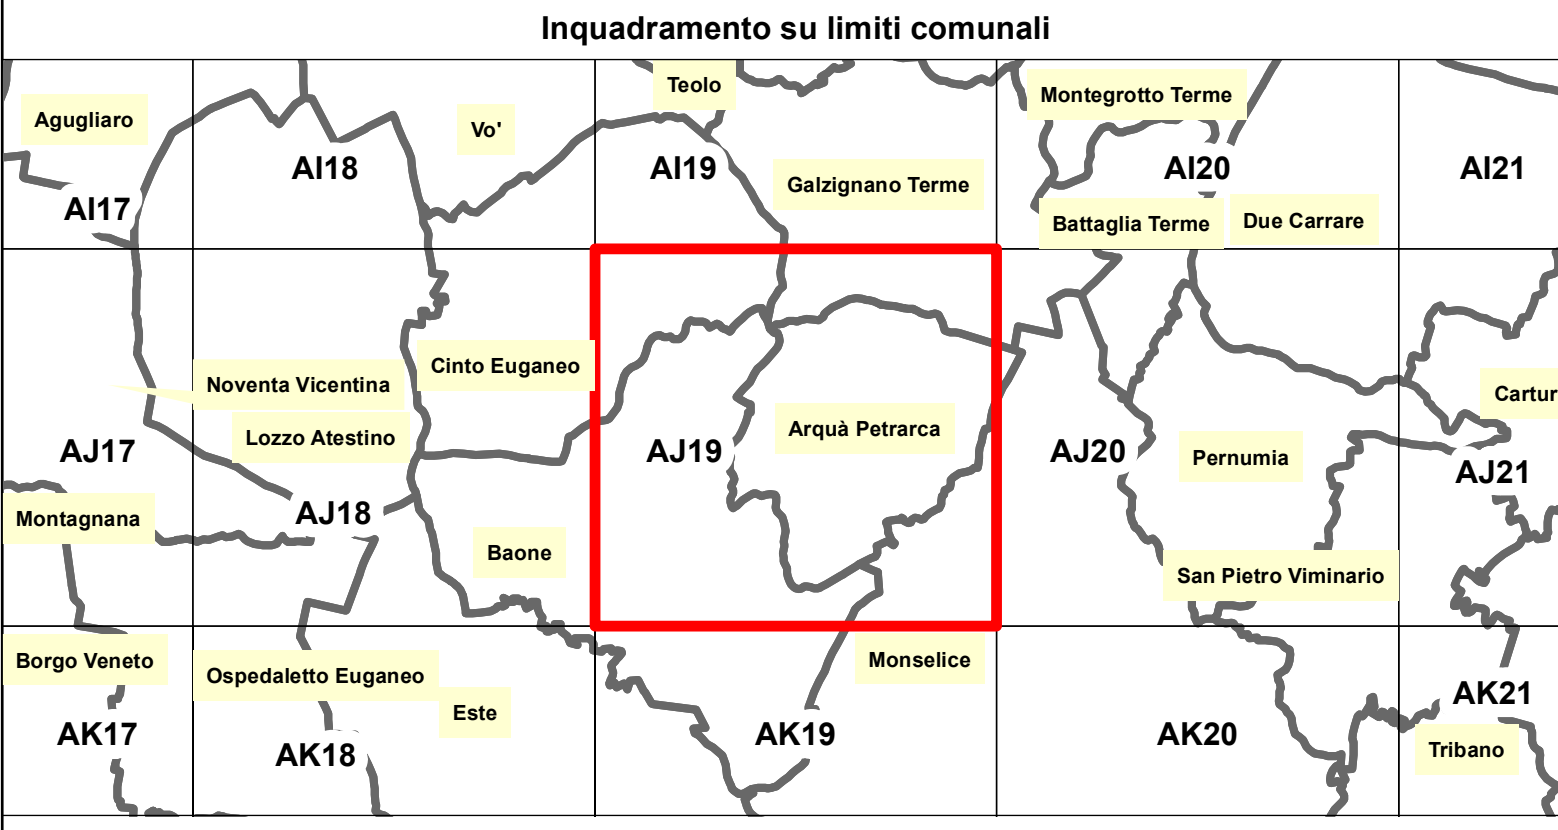 Inquadramento su limiti comunali
Teolo
Montegrotto Terme
Agugliaro
Vo'
AI18
AI19
AI20
AI21
Galzignano Terme
AI17
Battaglia Terme
Due Carrare
Cinto Euganeo
Noventa Vicentina
Cartur
Arquà Petrarca
Lozzo Atestino
AJ17
AJ19
AJ20
Pernumia
AJ21
Montagnana
AJ18
Baone
San Pietro Viminario
Borgo Veneto
Monselice
Ospedaletto Euganeo
AK21
Este
AK17
AK19
AK20
AK18
Tribano